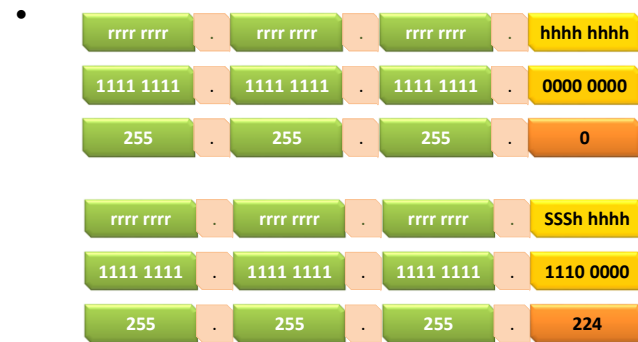 • rrrr rrrr . rrrr rrrr . rrrr rrrr . hhhh hhhh
1111 1111 . 1111 1111 . 1111 1111 . 0000 0000
255 . 255 . 255 . 0
rrrr rrrr . rrrr rrrr . rrrr rrrr . SSSh hhhh
1111 1111 . 1111 1111 . 1111 1111 . 1110 0000
255 . 255 . 255 . 224